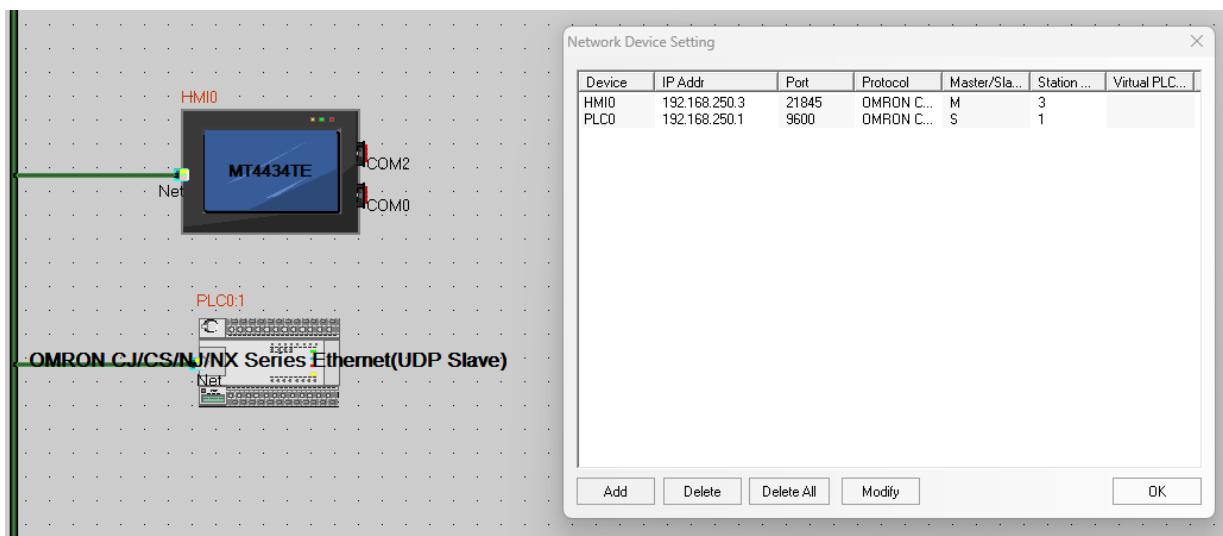 HMI0
MT4434TE
COM2
Net
COM0
PLC0:1
OMRON CJ/CS/NJ/NX Series Ethernet(UDP Slave)
Net
Network Device Setting
Device IP Addr Port Protocol Master/Sla... Station ... Virtual PLC...
HMI0 192.168.250.3 21845 OMRON C... M 3
PLC0 192.168.250.1 9600 OMRON C... S 1
Add Delete Delete All Modify OK